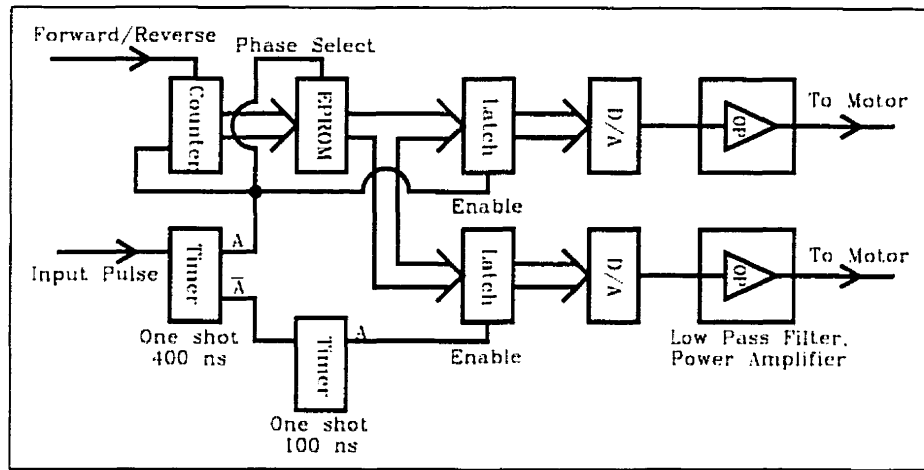 Forward/Reverse
Phase Select
Counter
EPROM
Latch
D/A
OP
To Motor
Enable
Input Pulse
Timer
A
A̅
One shot
400 ns
Timer
A
One shot
100 ns
Latch
Enable
D/A
OP
To Motor
Low Pass Filter,
Power Amplifier